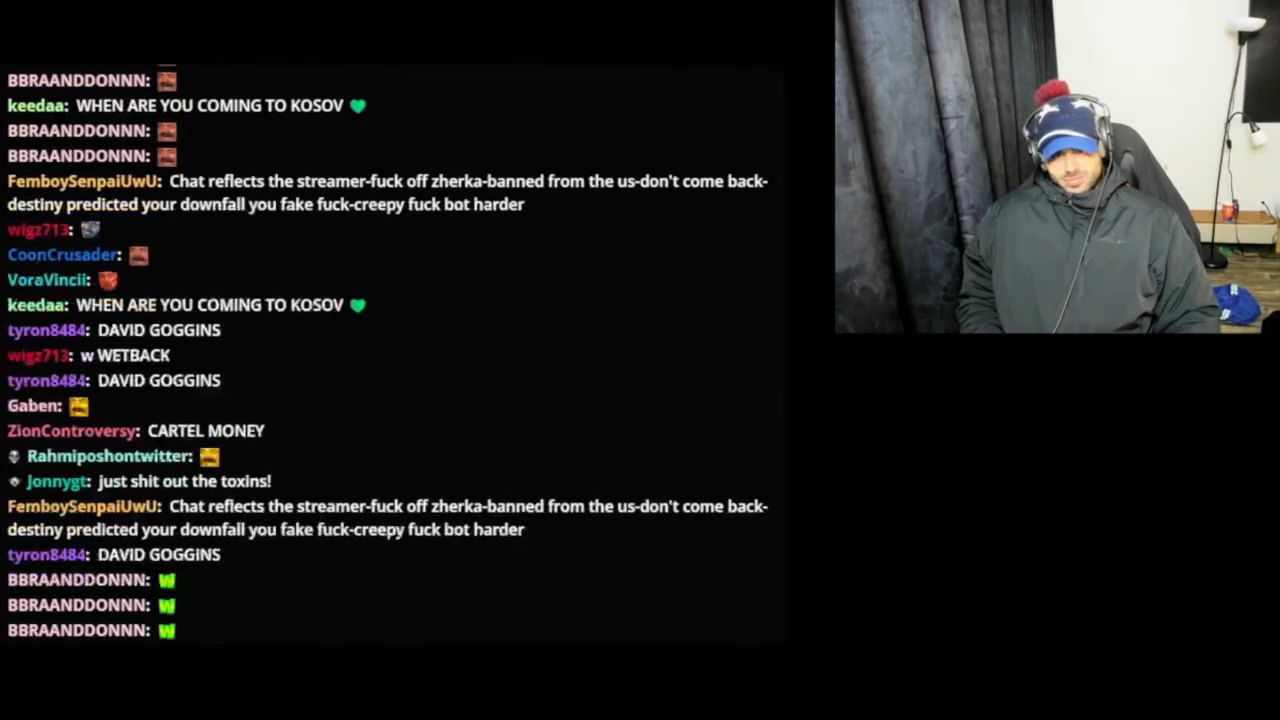 BBRAANDDONNN:
keedaa: WHEN ARE YOU COMING TO KOSOV
BBRAANDDONNN:
BBRAANDDONNN:
FemboySenpaiUwU: Chat reflects the streamer-fuck off zherka-banned from the us-don't come back-
destiny predicted your downfall you fake fuck-creepy fuck bot harder
wigz713:
CoonCrusader:
VoraVincii:
keedaa: WHEN ARE YOU COMING TO KOSOV
tyron8484: DAVID GOGGINS
wigz713: w WETBACK
tyron8484: DAVID GOGGINS
Gaben:
ZionControversy: CARTEL MONEY
Rahmiposhontwitter:
Jonnygt: just shit out the toxins!
FemboySenpaiUwU: Chat reflects the streamer-fuck off zherka-banned from the us-don't come back-
destiny predicted your downfall you fake fuck-creepy fuck bot harder
tyron8484: DAVID GOGGINS
BBRAANDDONNN: W
BBRAANDDONNN: W
BBRAANDDONNN: W